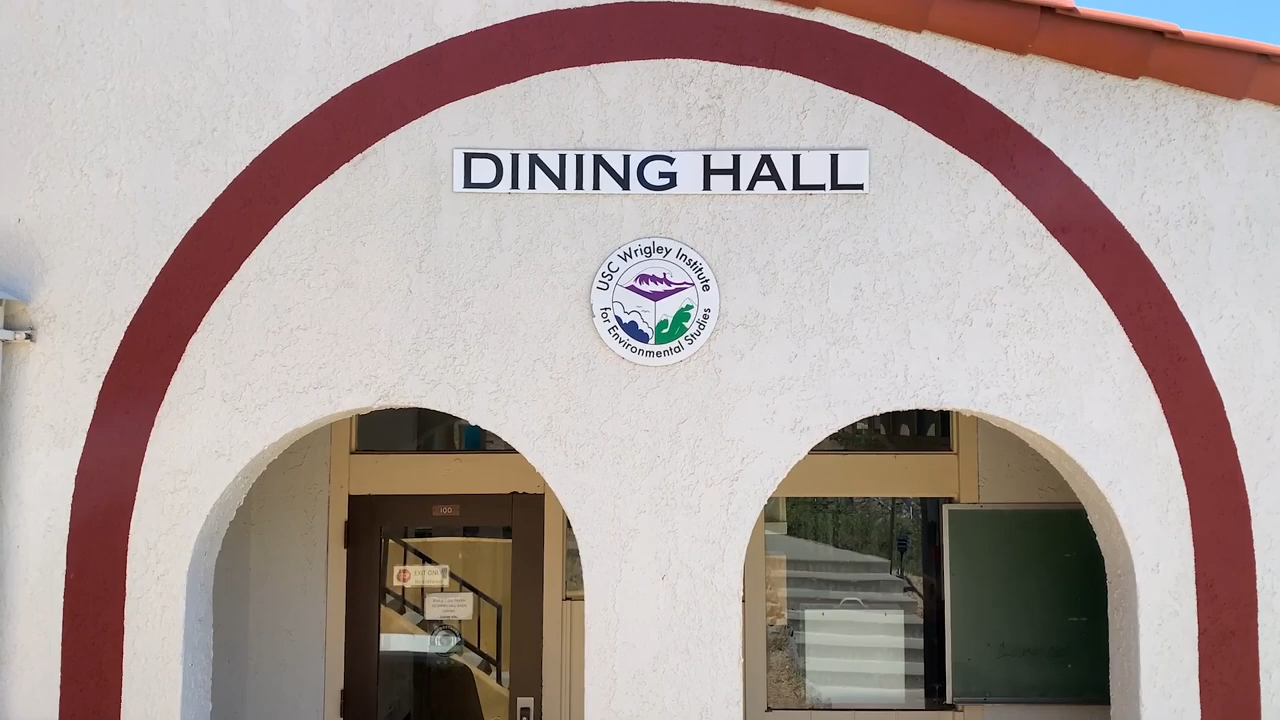 DINING HALL
USC Wrigley Institute
for Environmental Studies
100
EXIT ONLY